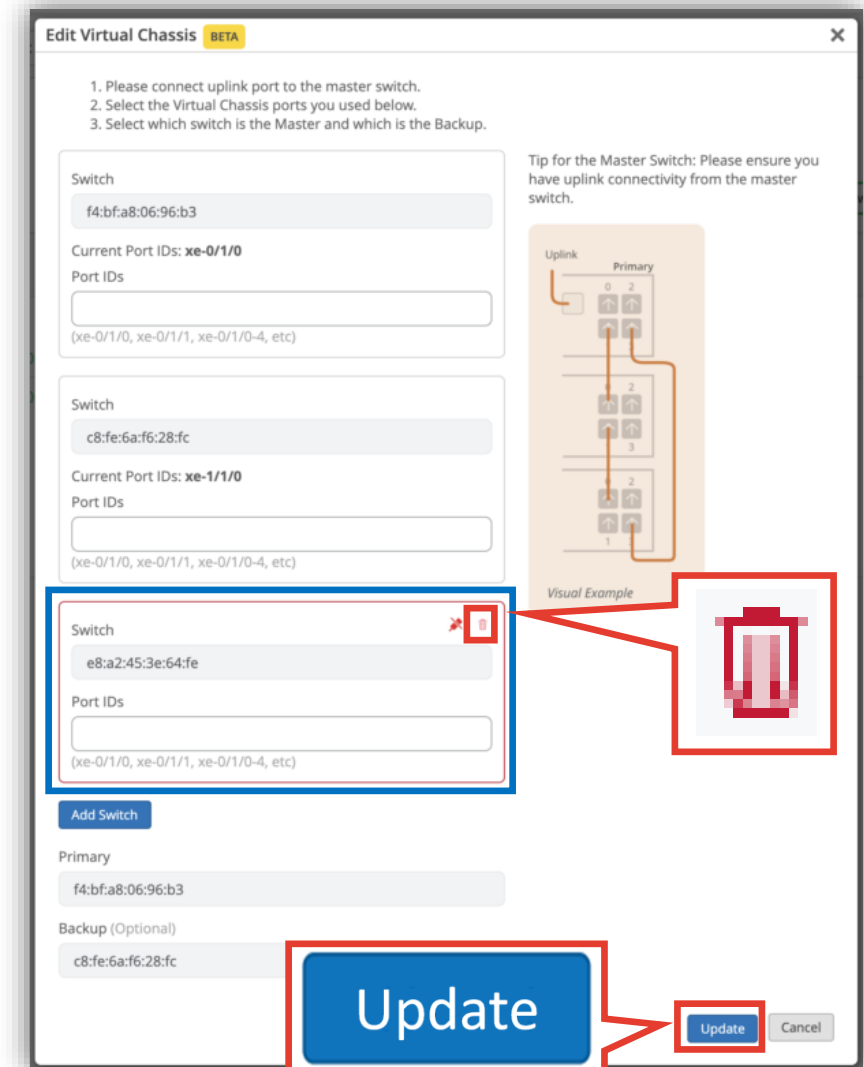 Edit Virtual Chassis BETA
1. Please connect uplink port to the master switch.
2. Select the Virtual Chassis ports you used below.
3. Select which switch is the Master and which is the Backup.
Switch
f4:bf:a8:06:96:b3
Current Port IDs: xe-0/1/0
Port IDs
(xe-0/1/0, xe-0/1/1, xe-0/1/0-4, etc)
Switch
c8:fe:6a:f6:28:fc
Current Port IDs: xe-1/1/0
Port IDs
(xe-0/1/0, xe-0/1/1, xe-0/1/0-4, etc)
Switch
e8:a2:45:3e:64:fe
Port IDs
(xe-0/1/0, xe-0/1/1, xe-0/1/0-4, etc)
Add Switch
Primary
f4:bf:a8:06:96:b3
Backup (Optional)
c8:fe:6a:f6:28:fc
Tip for the Master Switch: Please ensure you
have uplink connectivity from the master
switch.
Uplink
Primary
0 2
2
3
2
1
Visual Example
Update
Update
Cancel